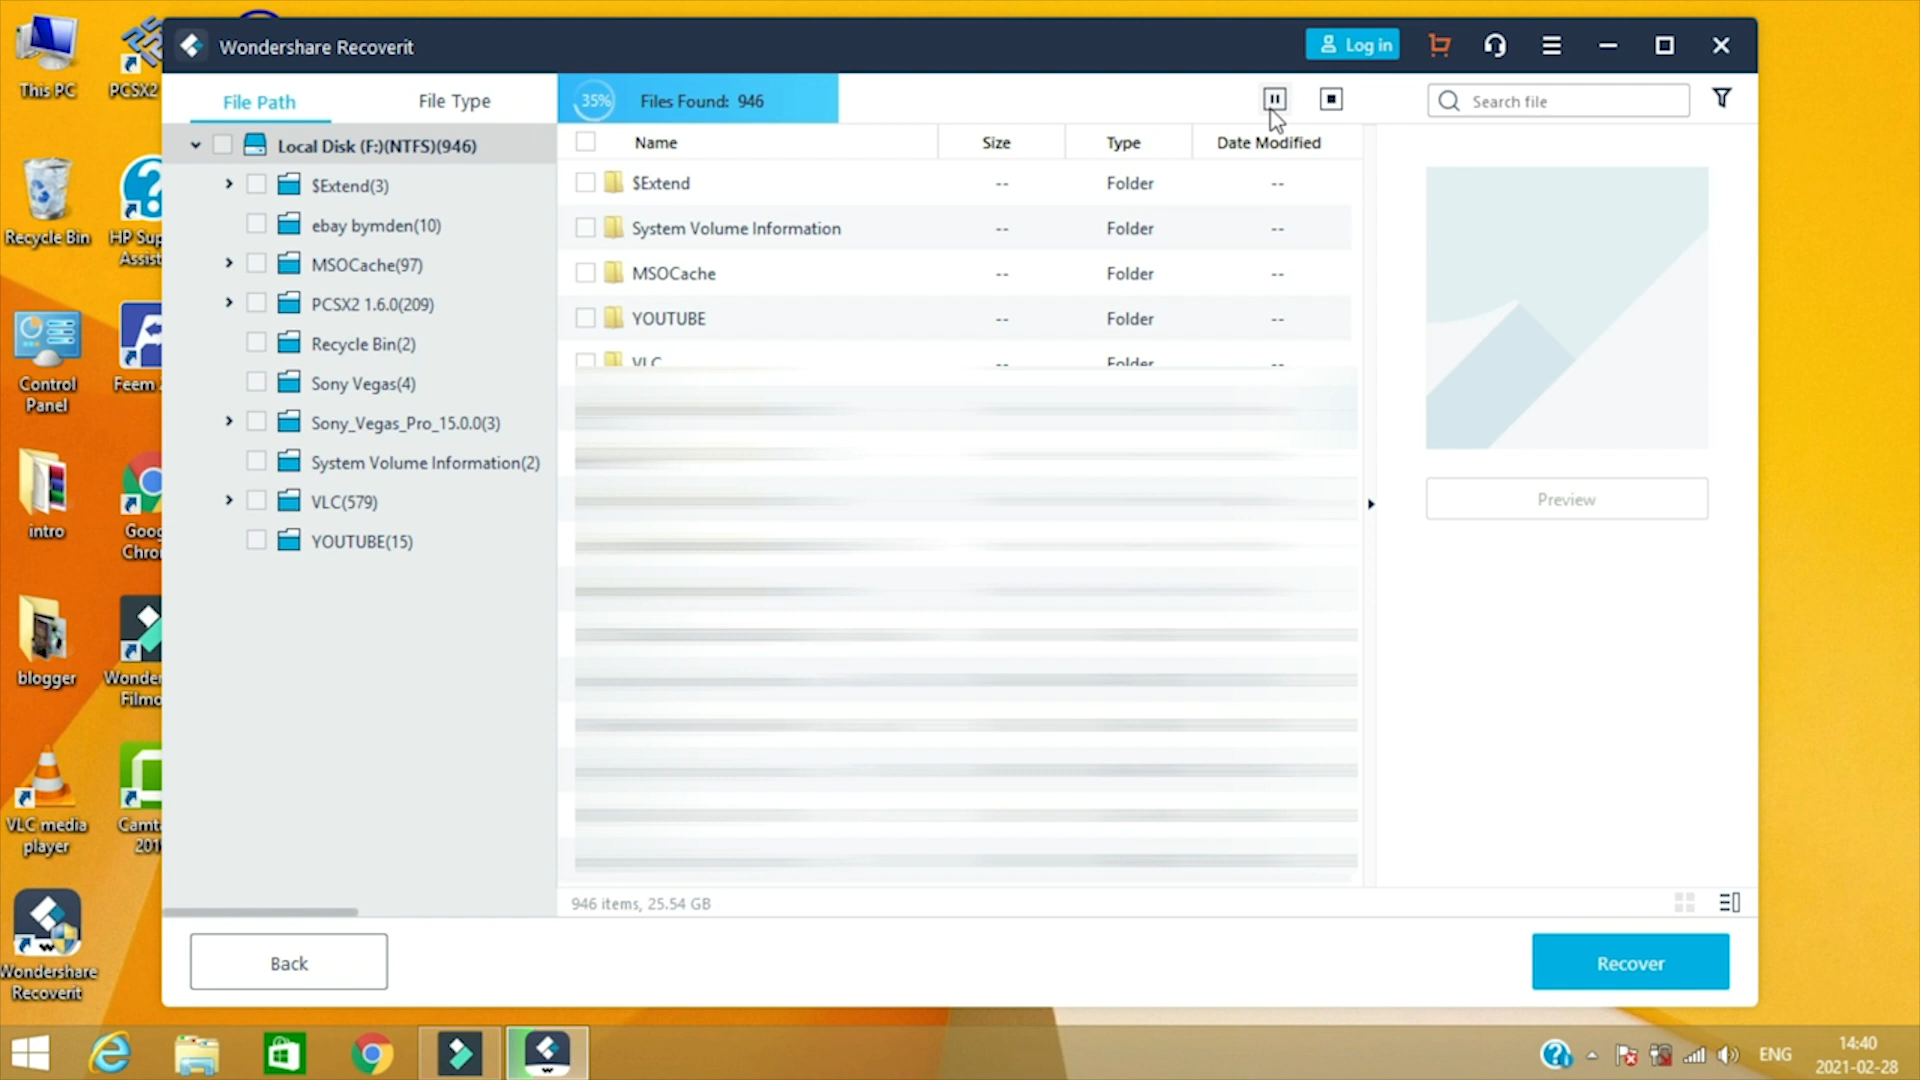 This PC
PCSX2
Recycle Bin
HP Sup
Assist
Control
Panel
Feem
intro
Goog
Chro
blogger
Wonder
Filmo
VLC media
player
Camt
201
Wondershare
Recoverit
Wondershare Recoverit
Log in
File Path
File Type
35%
Files Found: 946
Search file
Local Disk (F:)(NTFS)(946)
$Extend(3)
ebay bymden(10)
MSOCache(97)
PCSX2 1.6.0(209)
Recycle Bin(2)
Sony Vegas(4)
Sony_Vegas_Pro_15.0.0(3)
System Volume Information(2)
VLC(579)
YOUTUBE(15)
Name Size Type Date Modified
$Extend -- Folder --
System Volume Information -- Folder --
MSOCache -- Folder --
YOUTUBE -- Folder --
VLC -- Folder --
Preview
946 items, 25.54 GB
Back
Recover
ENG
14:40
2021-02-28